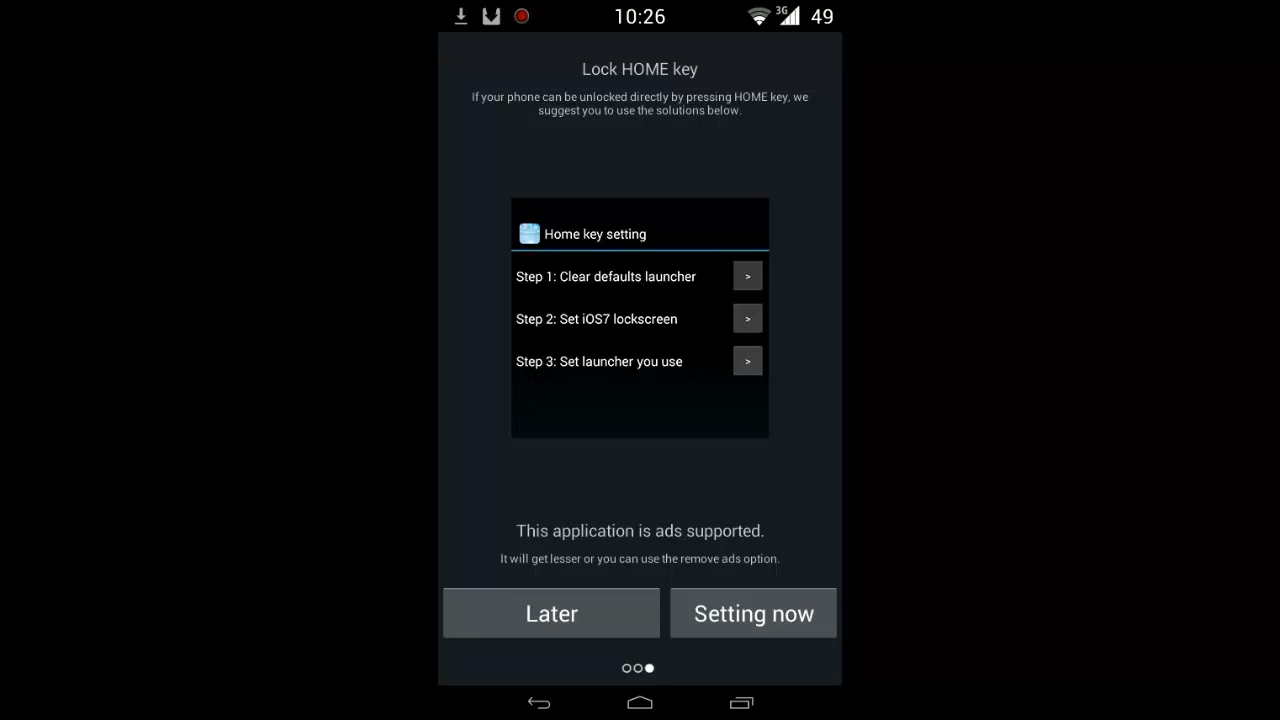 10:26 3G 49
Lock HOME key
If your phone can be unlocked directly by pressing HOME key, we
suggest you to use the solutions below.
Home key setting
Step 1: Clear defaults launcher >
Step 2: Set iOS7 lockscreen >
Step 3: Set launcher you use >
This application is ads supported.
It will get lesser or you can use the remove ads option.
Later Setting now